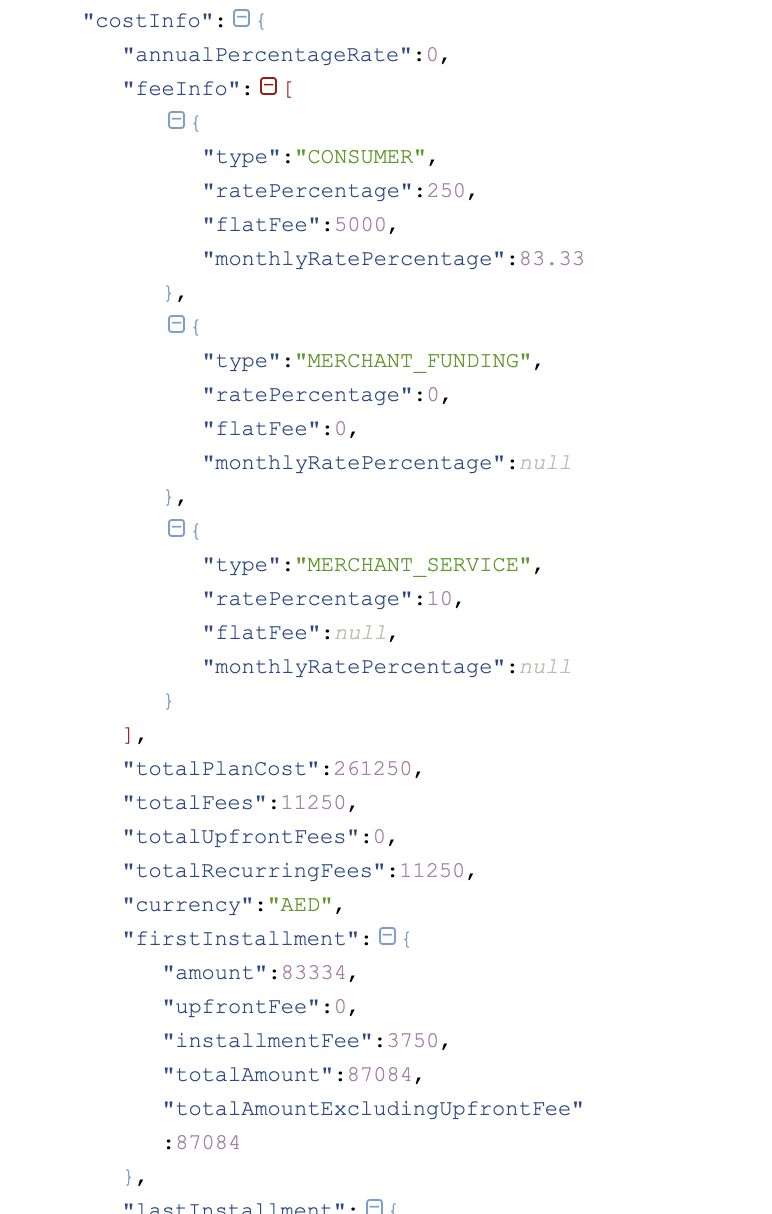 "costInfo":{
"annualPercentageRate":0,
"feeInfo":[
{
"type":"CONSUMER",
"ratePercentage":250,
"flatFee":5000,
"monthlyRatePercentage":83.33
},
{
"type":"MERCHANT_FUNDING",
"ratePercentage":0,
"flatFee":0,
"monthlyRatePercentage":null
},
{
"type":"MERCHANT_SERVICE",
"ratePercentage":10,
"flatFee":null,
"monthlyRatePercentage":null
}
],
"totalPlanCost":261250,
"totalFees":11250,
"totalUpfrontFees":0,
"totalRecurringFees":11250,
"currency":"AED",
"firstInstallment":{
"amount":83334,
"upfrontFee":0,
"installmentFee":3750,
"totalAmount":87084,
"totalAmountExcludingUpfrontFee"
:87084
},
"lastInstallment":{